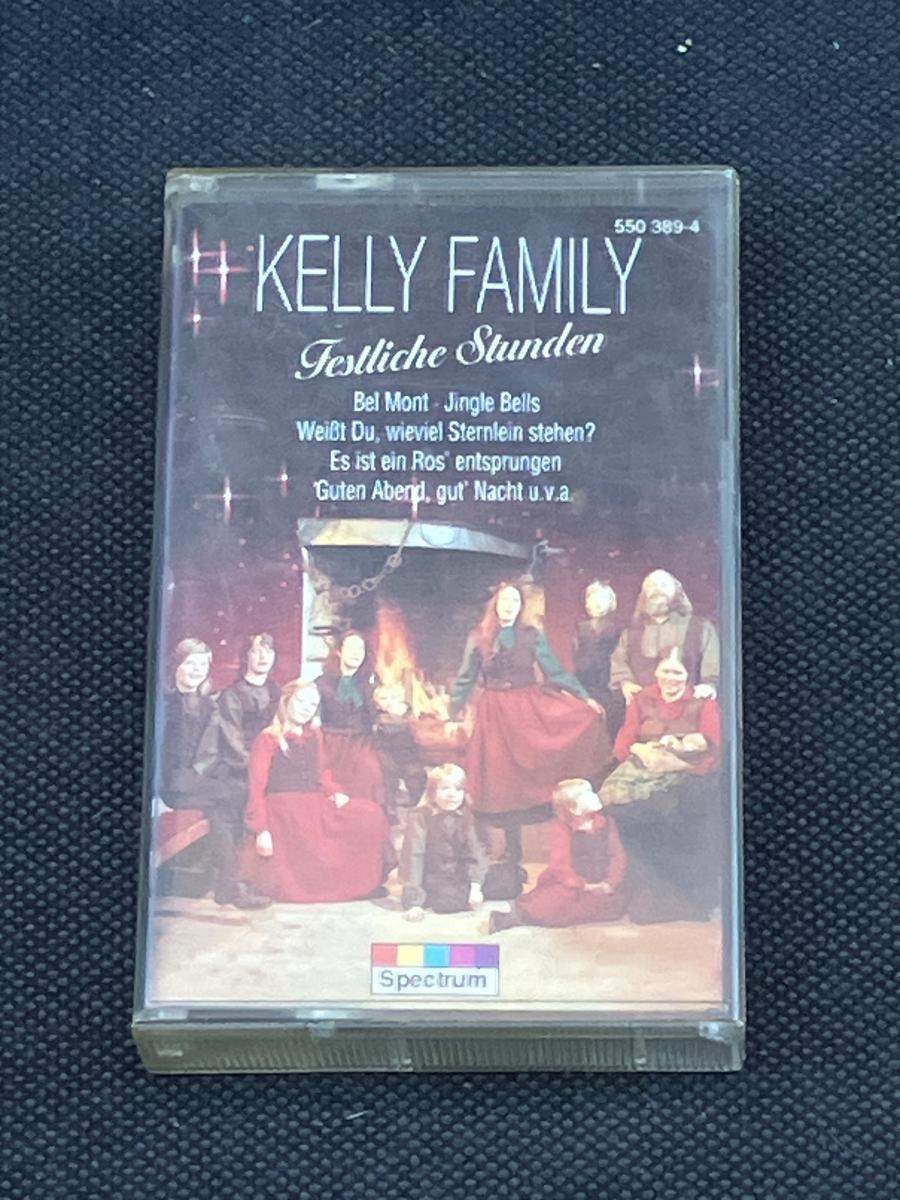 550 389-4
KELLY FAMILY
Festliche Stunden
Bel Mont - Jingle Bells
Weißt Du, wieviel Sternlein stehen?
Es ist ein Ros' entsprungen
Guten Abend, gut' Nacht u.v.a.
Spectrum